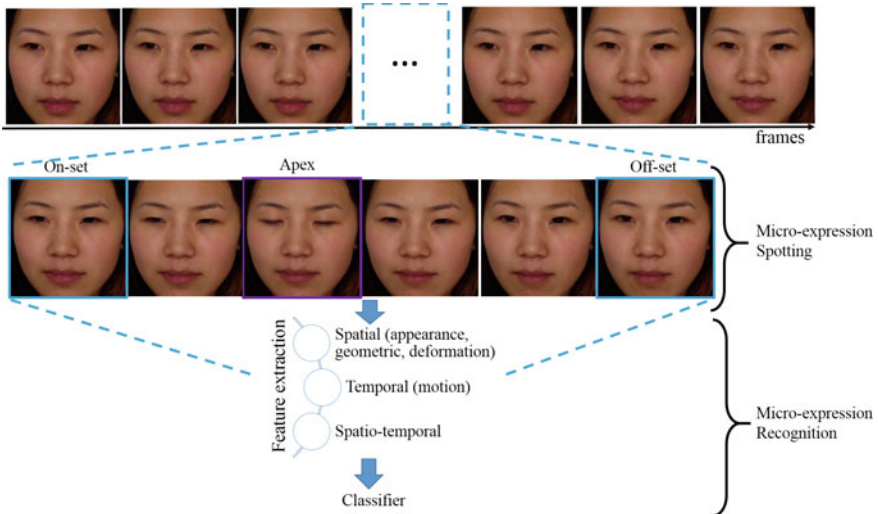 ...
frames
On-set
Apex
Off-set
Micro-expression
Spotting
Feature extraction
Spatial (appearance,
geometric, deformation)
Temporal (motion)
Spatio-temporal
Classifier
Micro-expression
Recognition